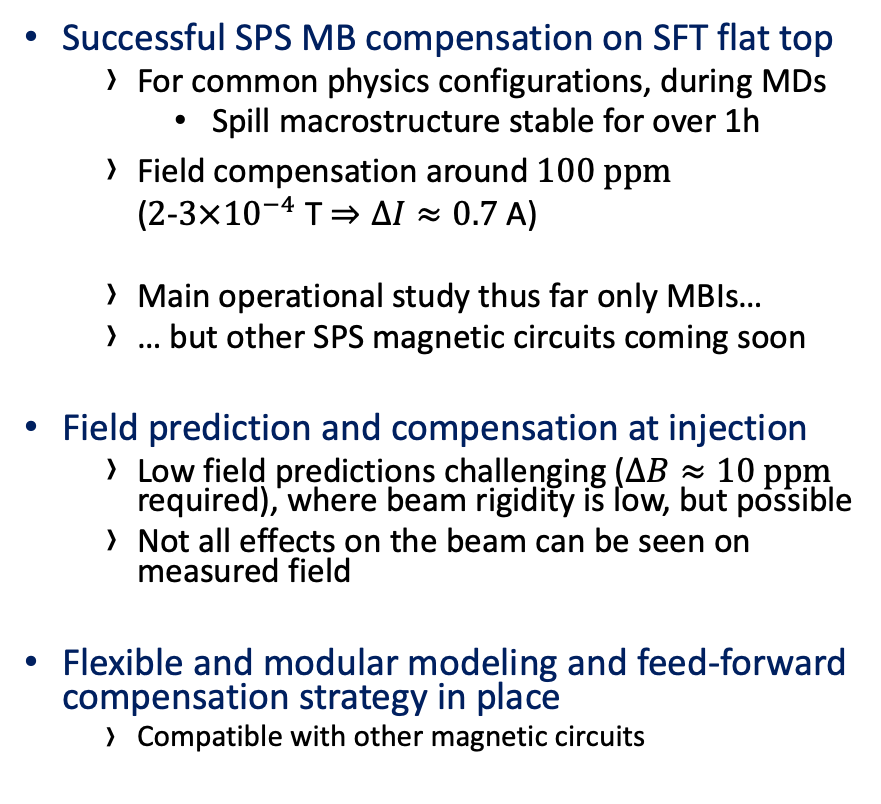 • Successful SPS MB compensation on SFT flat top
› For common physics configurations, during MDs
• Spill macrostructure stable for over 1h
› Field compensation around 100 ppm
(2-3×10⁻⁴ T ⇒ Δ𝐼 ≈ 0.7 A)
› Main operational study thus far only MBIs...
› ... but other SPS magnetic circuits coming soon
• Field prediction and compensation at injection
› Low field predictions challenging (Δ𝐵 ≈ 10 ppm
required), where beam rigidity is low, but possible
› Not all effects on the beam can be seen on
measured field
• Flexible and modular modeling and feed-forward
compensation strategy in place
› Compatible with other magnetic circuits